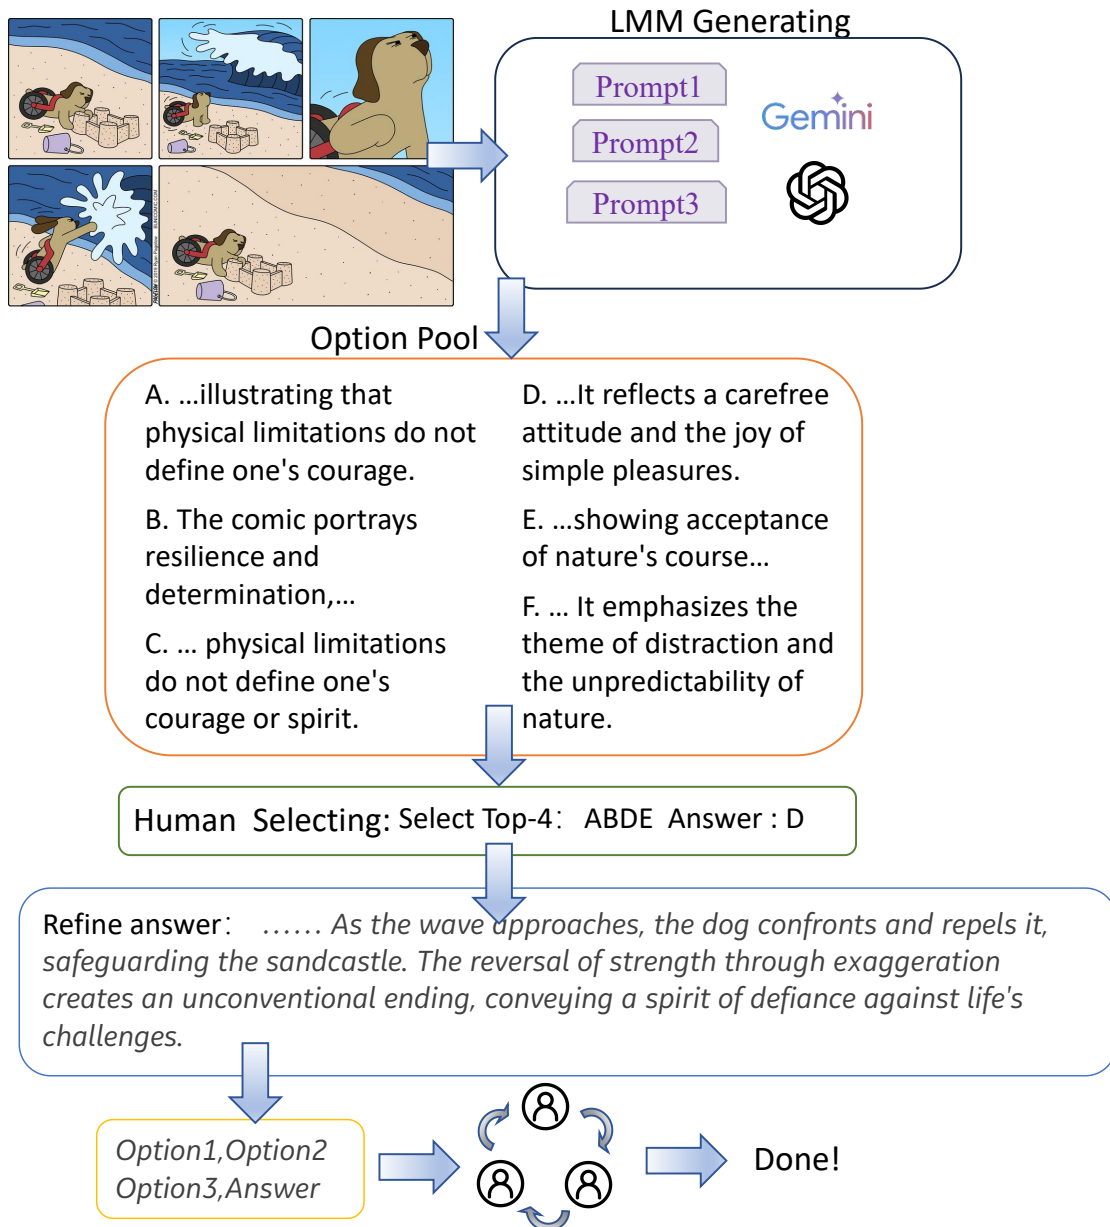 LMM Generating
Prompt1
Prompt2
Prompt3
Gemini
BUNICOMIC.COM
Option Pool
A. ...illustrating that
physical limitations do not
define one's courage.
B. The comic portrays
resilience and
determination,...
C. ... physical limitations
do not define one's
courage or spirit.
D. ...It reflects a carefree
attitude and the joy of
simple pleasures.
E. ...showing acceptance
of nature's course...
F. ... It emphasizes the
theme of distraction and
the unpredictability of
nature.
Human Selecting: Select Top-4: ABDE Answer : D
Refine answer: ...... As the wave approaches, the dog confronts and repels it,
safeguarding the sandcastle. The reversal of strength through exaggeration
creates an unconventional ending, conveying a spirit of defiance against life's
challenges.
Option1,Option2
Option3,Answer
Done!